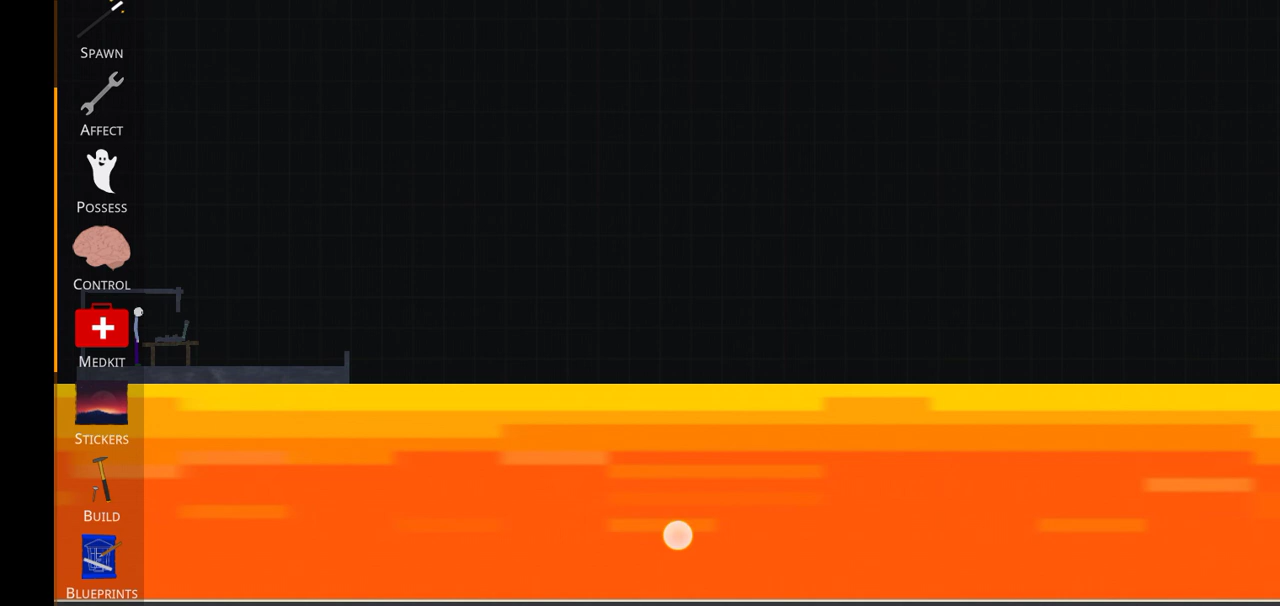 SPAWN
AFFECT
POSSESS
CONTROL
MEDKIT
STICKERS
BUILD
BLUEPRINTS